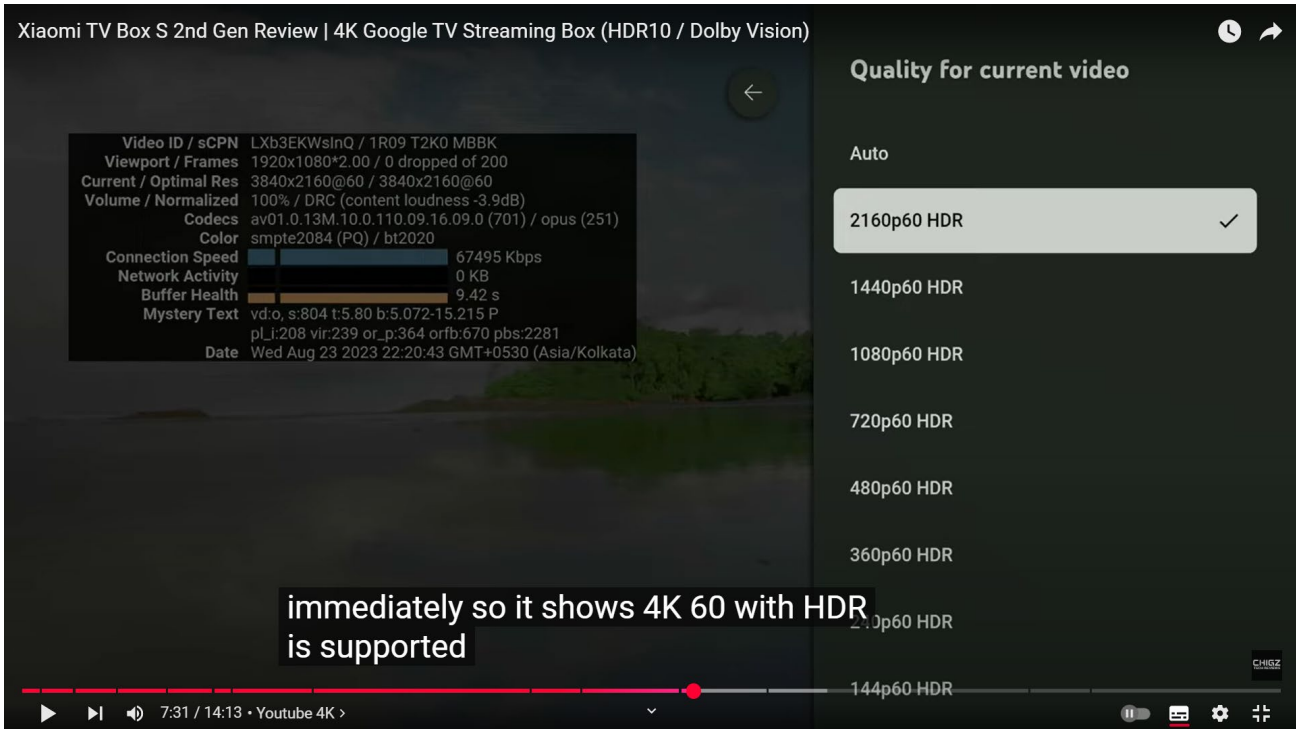 Xiaomi TV Box S 2nd Gen Review | 4K Google TV Streaming Box (HDR10 / Dolby Vision)
Quality for current video
Video ID / sCPN LXb3EKWsInQ / 1R09 T2K0 MBBK
Viewport / Frames 1920x1080*2.00 / 0 dropped of 200
Current / Optimal Res 3840x2160@60 / 3840x2160@60
Volume / Normalized 100% / DRC (content loudness -3.9dB)
Codecs av01.0.13M.10.0.110.09.16.09.0 (701) / opus (251)
Color smpte2084 (PQ) / bt2020
Connection Speed 67495 Kbps
Network Activity 0 KB
Buffer Health 9.42 s
Mystery Text vd:o, s:804 t:5.80 b:5.072-15.215 P
pl_i:208 vir:239 or_p:364 orfb:670 pbs:2281
Date Wed Aug 23 2023 22:20:43 GMT+0530 (Asia/Kolkata)
Auto
2160p60 HDR
1440p60 HDR
1080p60 HDR
720p60 HDR
480p60 HDR
360p60 HDR
240p60 HDR
144p60 HDR
immediately so it shows 4K 60 with HDR
is supported
CHIGZ
7:31 / 14:13 • Youtube 4K